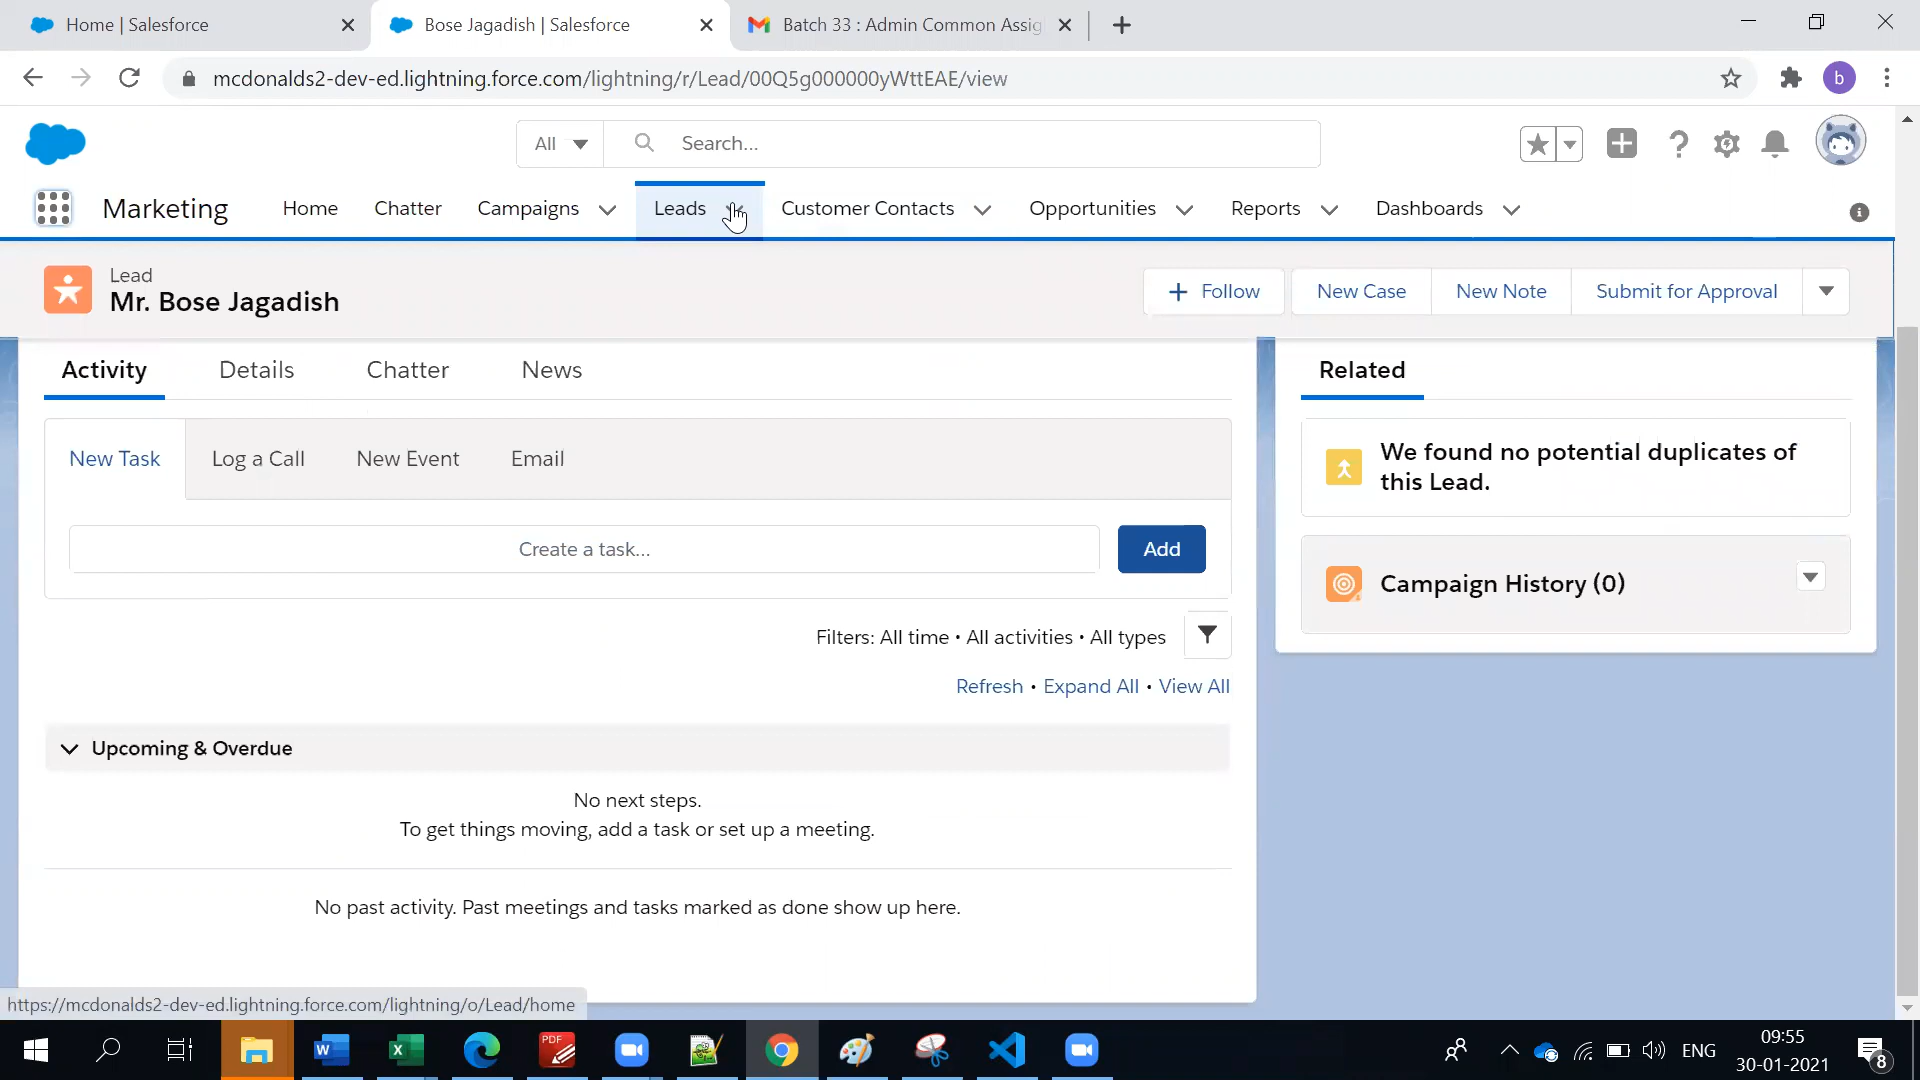 Home | Salesforce
Bose Jagadish | Salesforce
Batch 33 : Admin Common Assig
mcdonalds2-dev-ed.lightning.force.com/lightning/r/Lead/00Q5g000000yWttEAE/view
b
All
Search...
Marketing
Home
Chatter
Campaigns
Leads
Customer Contacts
Opportunities
Reports
Dashboards
Lead
Mr. Bose Jagadish
Follow
New Case
New Note
Submit for Approval
Activity
Details
Chatter
News
Related
New Task
Log a Call
New Event
Email
Create a task...
Add
We found no potential duplicates of
this Lead.
Campaign History (0)
Filters: All time • All activities • All types
Refresh • Expand All • View All
Upcoming & Overdue
No next steps.
To get things moving, add a task or set up a meeting.
No past activity. Past meetings and tasks marked as done show up here.
https://mcdonalds2-dev-ed.lightning.force.com/lightning/o/Lead/home
PDF
ENG
09:55
30-01-2021
8